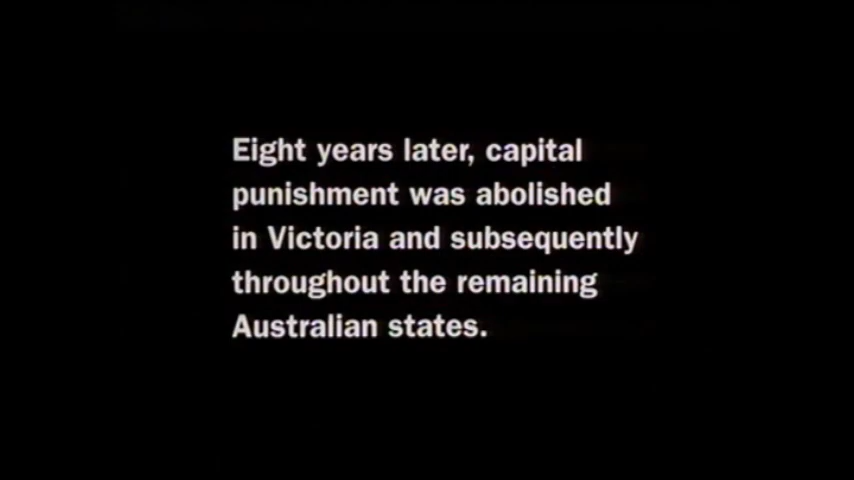 Eight years later, capital
punishment was abolished
in Victoria and subsequently
throughout the remaining
Australian states.